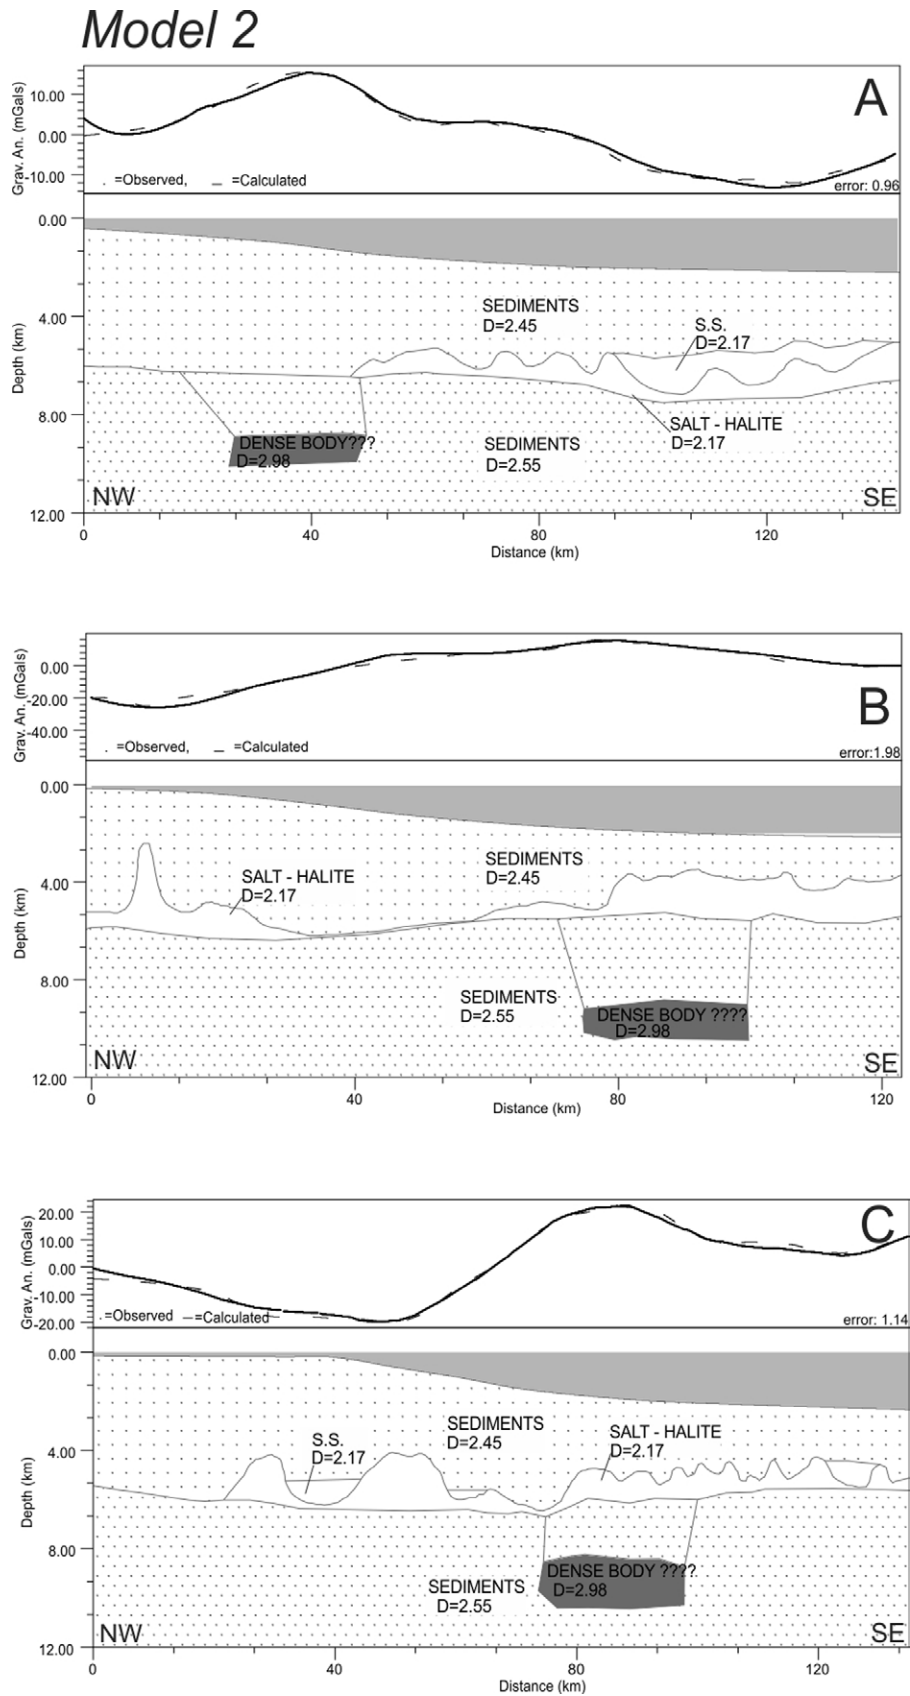 Model 2
A
Grav. An. (mGals)
10.00
0.00
-10.00
. =Observed, — =Calculated
error: 0.96
0.00
4.00
8.00
12.00
Depth (km)
SEDIMENTS
D=2.45
S.S.
D=2.17
SALT - HALITE
D=2.17
DENSE BODY???
D=2.98
SEDIMENTS
D=2.55
NW
SE
0 40 80 120
Distance (km)
B
Grav. An. (mGals)
0.00
-20.00
-40.00
. =Observed, — =Calculated
error:1.98
0.00
4.00
8.00
12.00
Depth (km)
SALT - HALITE
D=2.17
SEDIMENTS
D=2.45
SEDIMENTS
D=2.55
DENSE BODY ????
D=2.98
NW
SE
0 40 80 120
Distance (km)
C
Grav. An. (mGals)
20.00
10.00
0.00
-10.00
-20.00
. =Observed —=Calculated
error: 1.14
0.00
4.00
8.00
12.00
Depth (km)
S.S.
D=2.17
SEDIMENTS
D=2.45
SALT - HALITE
D=2.17
DENSE BODY ????
D=2.98
SEDIMENTS
D=2.55
NW
SE
0 40 80 120
Distance (km)